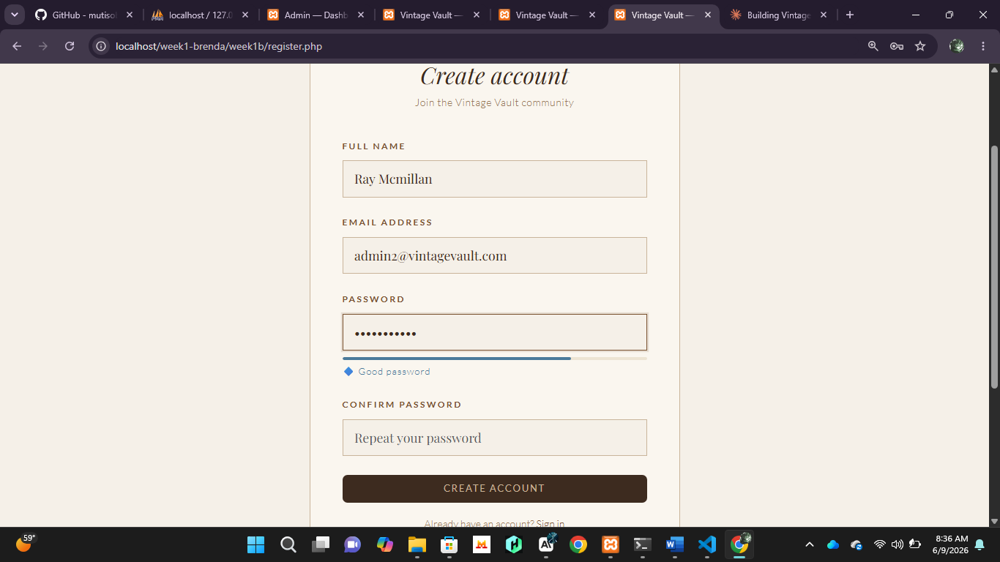 GitHub - mutiso
localhost / 127.0
Admin — Dashb
Vintage Vault —
Vintage Vault —
Vintage Vault —
Building Vintage
localhost/week1-brenda/week1b/register.php
Create account
Join the Vintage Vault community
FULL NAME
Ray Mcmillan
EMAIL ADDRESS
admin2@vintagevault.com
PASSWORD
•••••••••••
Good password
CONFIRM PASSWORD
Repeat your password
CREATE ACCOUNT
Already have an account? Sign in
59°
8:36 AM
6/9/2026